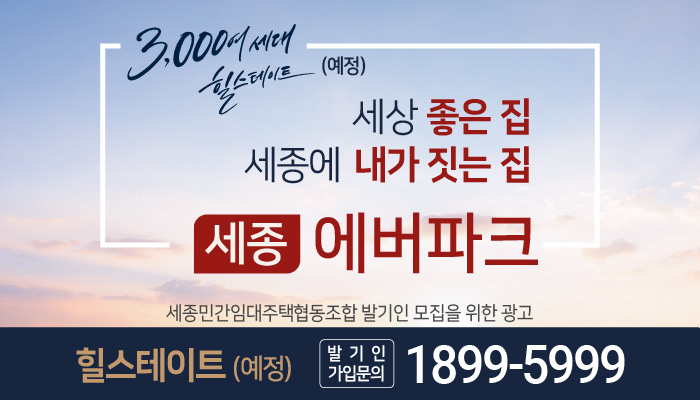 3,000여 세대
힐스테이트 (예정)
세상 좋은 집
세종에 내가 짓는 집
세종 에버파크
세종민간임대주택협동조합 발기인 모집을 위한 광고
힐스테이트 (예정)
발기인
가입문의
1899-5999